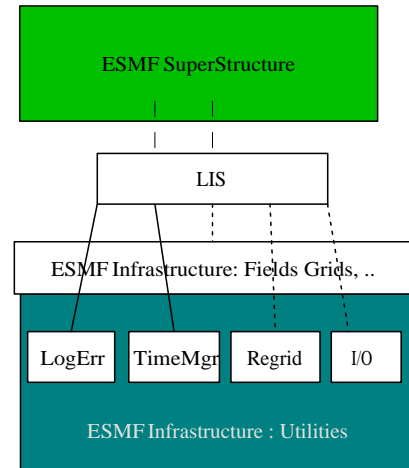 ESMF SuperStructure
LIS
ESMF Infrastructure: Fields Grids, ..
LogErr TimeMgr Regrid I/0
ESMF Infrastructure : Utilities